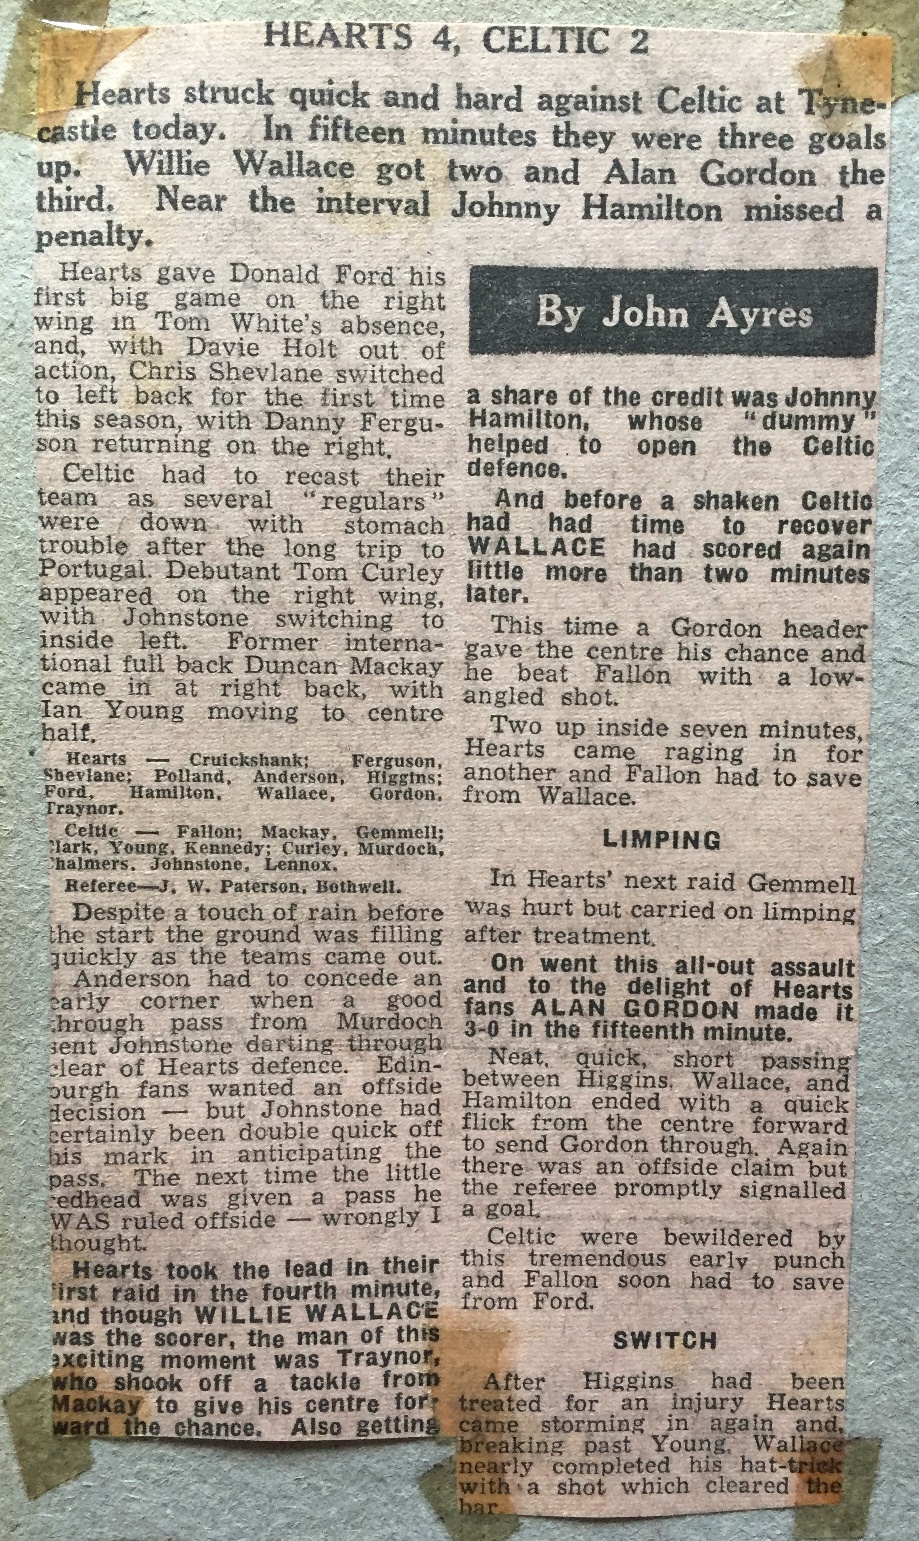 HEARTS 4, CELTIC 2
Hearts struck quick and hard against Celtic at Tyne-
castle today. In fifteen minutes they were three goals
up. Willie Wallace got two and Alan Gordon the
third. Near the interval Johnny Hamilton missed a
penalty.
Hearts gave Donald Ford his
first big game on the right
wing in Tom White's absence,
and, with Davie Holt out of
action, Chris Shevlane switched
to left back for the first time
this season, with Danny Fergu-
son returning on the right.
Celtic had to recast their
team as several "regulars"
were down with stomach
trouble after the long trip to
Portugal. Debutant Tom Curley
appeared on the right wing,
with Johnstone switching to
inside left. Former interna-
tional full back Duncan Mackay
came in at right back, with
Ian Young moving to centre
half.
Hearts — Cruickshank; Ferguson,
Shevlane; Polland, Anderson, Higgins;
Ford, Hamilton, Wallace, Gordon,
Traynor.
Celtic — Fallon; Mackay, Gemmell;
Clark, Young, Kennedy; Curley, Murdoch,
Chalmers, Johnstone, Lennox.
Referee—J. W. Paterson, Bothwell.
Despite a touch of rain before
the start the ground was filling
quickly as the teams came out.
Anderson had to concede an
early corner when a good
through pass from Murdoch
sent Johnstone darting through
clear of Hearts defence. Edin-
burgh fans wanted an offside
decision — but Johnstone had
certainly been double quick off
his mark in anticipating the
pass. The next time the little
redhead was given a pass he
WAS ruled offside — wrongly I
thought.
Hearts took the lead in their
first raid in the fourth minute,
and though WILLIE WALLACE
was the scorer, the man of this
exciting moment was Traynor,
who shook off a tackle from
Mackay to give his centre for-
ward the chance. Also getting
By John Ayres
a share of the credit was Johnny
Hamilton, whose "dummy"
helped to open the Celtic
defence.
And before a shaken Celtic
had had time to recover
WALLACE had scored again
little more than two minutes
later.
This time a Gordon header
gave the centre his chance and
he beat Fallon with a low-
angled shot.
Two up inside seven minutes,
Hearts came raging in for
another and Fallon had to save
from Wallace.
LIMPING
In Hearts' next raid Gemmell
was hurt but carried on limping
after treatment.
On went this all-out assault
and to the delight of Hearts
fans ALAN GORDON made it
3-0 in the fifteenth minute.
Neat, quick, short passing
between Higgins, Wallace, and
Hamilton ended with a quick
flick from the centre forward
to send Gordon through. Again
there was an offside claim but
the referee promptly signalled
a goal.
Celtic were bewildered by
this tremendous early punch
and Fallon soon had to save
from Ford.
SWITCH
After Higgins had been
treated for an injury Hearts
came storming in again and,
breaking past Young, Wallace
nearly completed his hat-trick
with a shot which cleared the
bar.